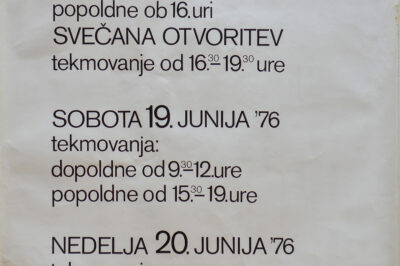 popoldne ob 16.uri
SVEČANA OTVORITEV
tekmovanje od 16.30–19.30 ure
SOBOTA 19. JUNIJA '76
tekmovanja:
dopoldne od 9.30–12.ure
popoldne od 15.30–19.ure
NEDELJA 20. JUNIJA '76